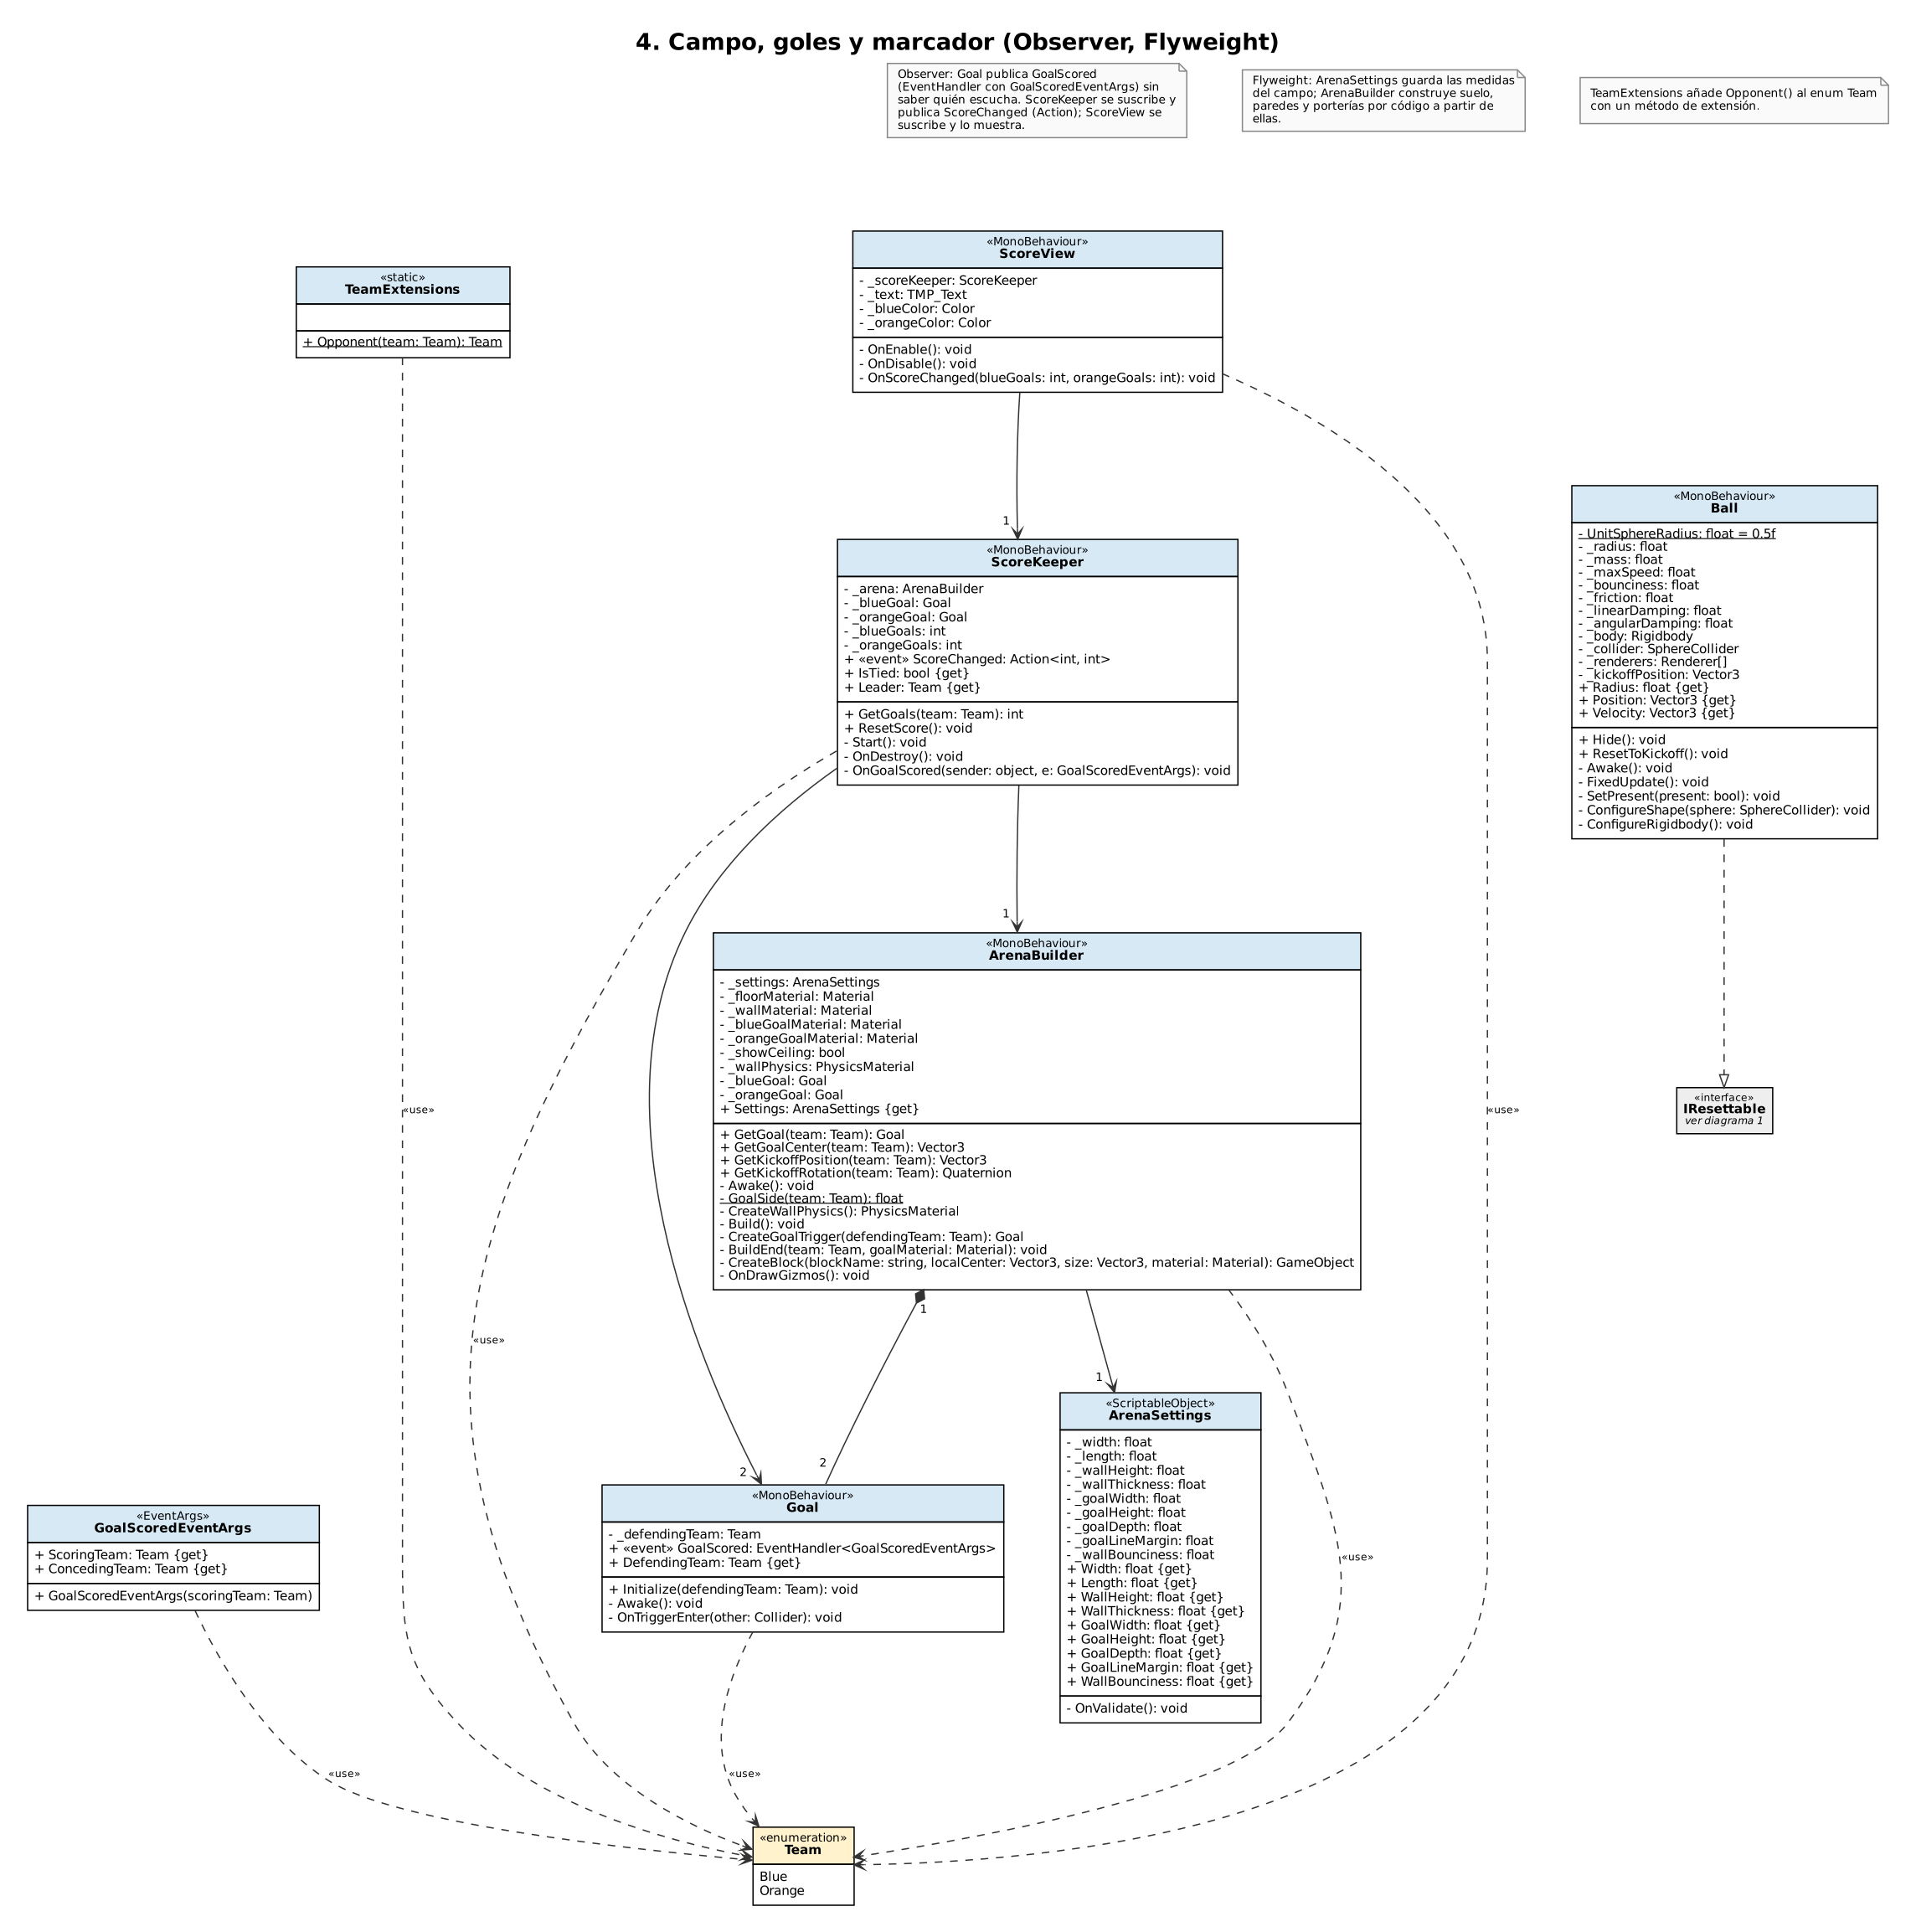 4. Campo, goles y marcador (Observer, Flyweight)
Observer: Goal publica GoalScored
(EventHandler con GoalScoredEventArgs) sin
saber quién escucha. ScoreKeeper se suscribe y
publica ScoreChanged (Action); ScoreView se
suscribe y lo muestra.
Flyweight: ArenaSettings guarda las medidas
del campo; ArenaBuilder construye suelo,
paredes y porterías por código a partir de
ellas.
TeamExtensions añade Opponent() al enum Team
con un método de extensión.
«static»
TeamExtensions
+ Opponent(team: Team): Team
«MonoBehaviour»
ScoreView
- _scoreKeeper: ScoreKeeper
- _text: TMP_Text
- _blueColor: Color
- _orangeColor: Color
- OnEnable(): void
- OnDisable(): void
- OnScoreChanged(blueGoals: int, orangeGoals: int): void
1
«MonoBehaviour»
Ball
- UnitSphereRadius: float = 0.5f
- _radius: float
- _mass: float
- _maxSpeed: float
- _bounciness: float
- _friction: float
- _linearDamping: float
- _angularDamping: float
- _body: Rigidbody
- _collider: SphereCollider
- _renderers: Renderer[]
- _kickoffPosition: Vector3
+ Radius: float {get}
+ Position: Vector3 {get}
+ Velocity: Vector3 {get}
+ Hide(): void
+ ResetToKickoff(): void
- Awake(): void
- FixedUpdate(): void
- SetPresent(present: bool): void
- ConfigureShape(sphere: SphereCollider): void
- ConfigureRigidbody(): void
«MonoBehaviour»
ScoreKeeper
- _arena: ArenaBuilder
- _blueGoal: Goal
- _orangeGoal: Goal
- _blueGoals: int
- _orangeGoals: int
+ «event» ScoreChanged: Action<int, int>
+ IsTied: bool {get}
+ Leader: Team {get}
+ GetGoals(team: Team): int
+ ResetScore(): void
- Start(): void
- OnDestroy(): void
- OnGoalScored(sender: object, e: GoalScoredEventArgs): void
1
«MonoBehaviour»
ArenaBuilder
- _settings: ArenaSettings
- _floorMaterial: Material
- _wallMaterial: Material
- _blueGoalMaterial: Material
- _orangeGoalMaterial: Material
- _showCeiling: bool
- _wallPhysics: PhysicsMaterial
- _blueGoal: Goal
- _orangeGoal: Goal
+ Settings: ArenaSettings {get}
+ GetGoal(team: Team): Goal
+ GetGoalCenter(team: Team): Vector3
+ GetKickoffPosition(team: Team): Vector3
+ GetKickoffRotation(team: Team): Quaternion
- Awake(): void
- GoalSide(team: Team): float
- CreateWallPhysics(): PhysicsMaterial
- Build(): void
- CreateGoalTrigger(defendingTeam: Team): Goal
- BuildEnd(team: Team, goalMaterial: Material): void
- CreateBlock(blockName: string, localCenter: Vector3, size: Vector3, material: Material): GameObject
- OnDrawGizmos(): void
«interface»
IResettable
ver diagrama 1
«use»
«use»
«use»
1
2
2
1
«ScriptableObject»
ArenaSettings
- _width: float
- _length: float
- _wallHeight: float
- _wallThickness: float
- _goalWidth: float
- _goalHeight: float
- _goalDepth: float
- _goalLineMargin: float
- _wallBounciness: float
+ Width: float {get}
+ Length: float {get}
+ WallHeight: float {get}
+ WallThickness: float {get}
+ GoalWidth: float {get}
+ GoalHeight: float {get}
+ GoalDepth: float {get}
+ GoalLineMargin: float {get}
+ WallBounciness: float {get}
- OnValidate(): void
«MonoBehaviour»
Goal
- _defendingTeam: Team
+ «event» GoalScored: EventHandler<GoalScoredEventArgs>
+ DefendingTeam: Team {get}
+ Initialize(defendingTeam: Team): void
- Awake(): void
- OnTriggerEnter(other: Collider): void
«EventArgs»
GoalScoredEventArgs
+ ScoringTeam: Team {get}
+ ConcedingTeam: Team {get}
+ GoalScoredEventArgs(scoringTeam: Team)
«use»
«use»
«use»
«enumeration»
Team
Blue
Orange